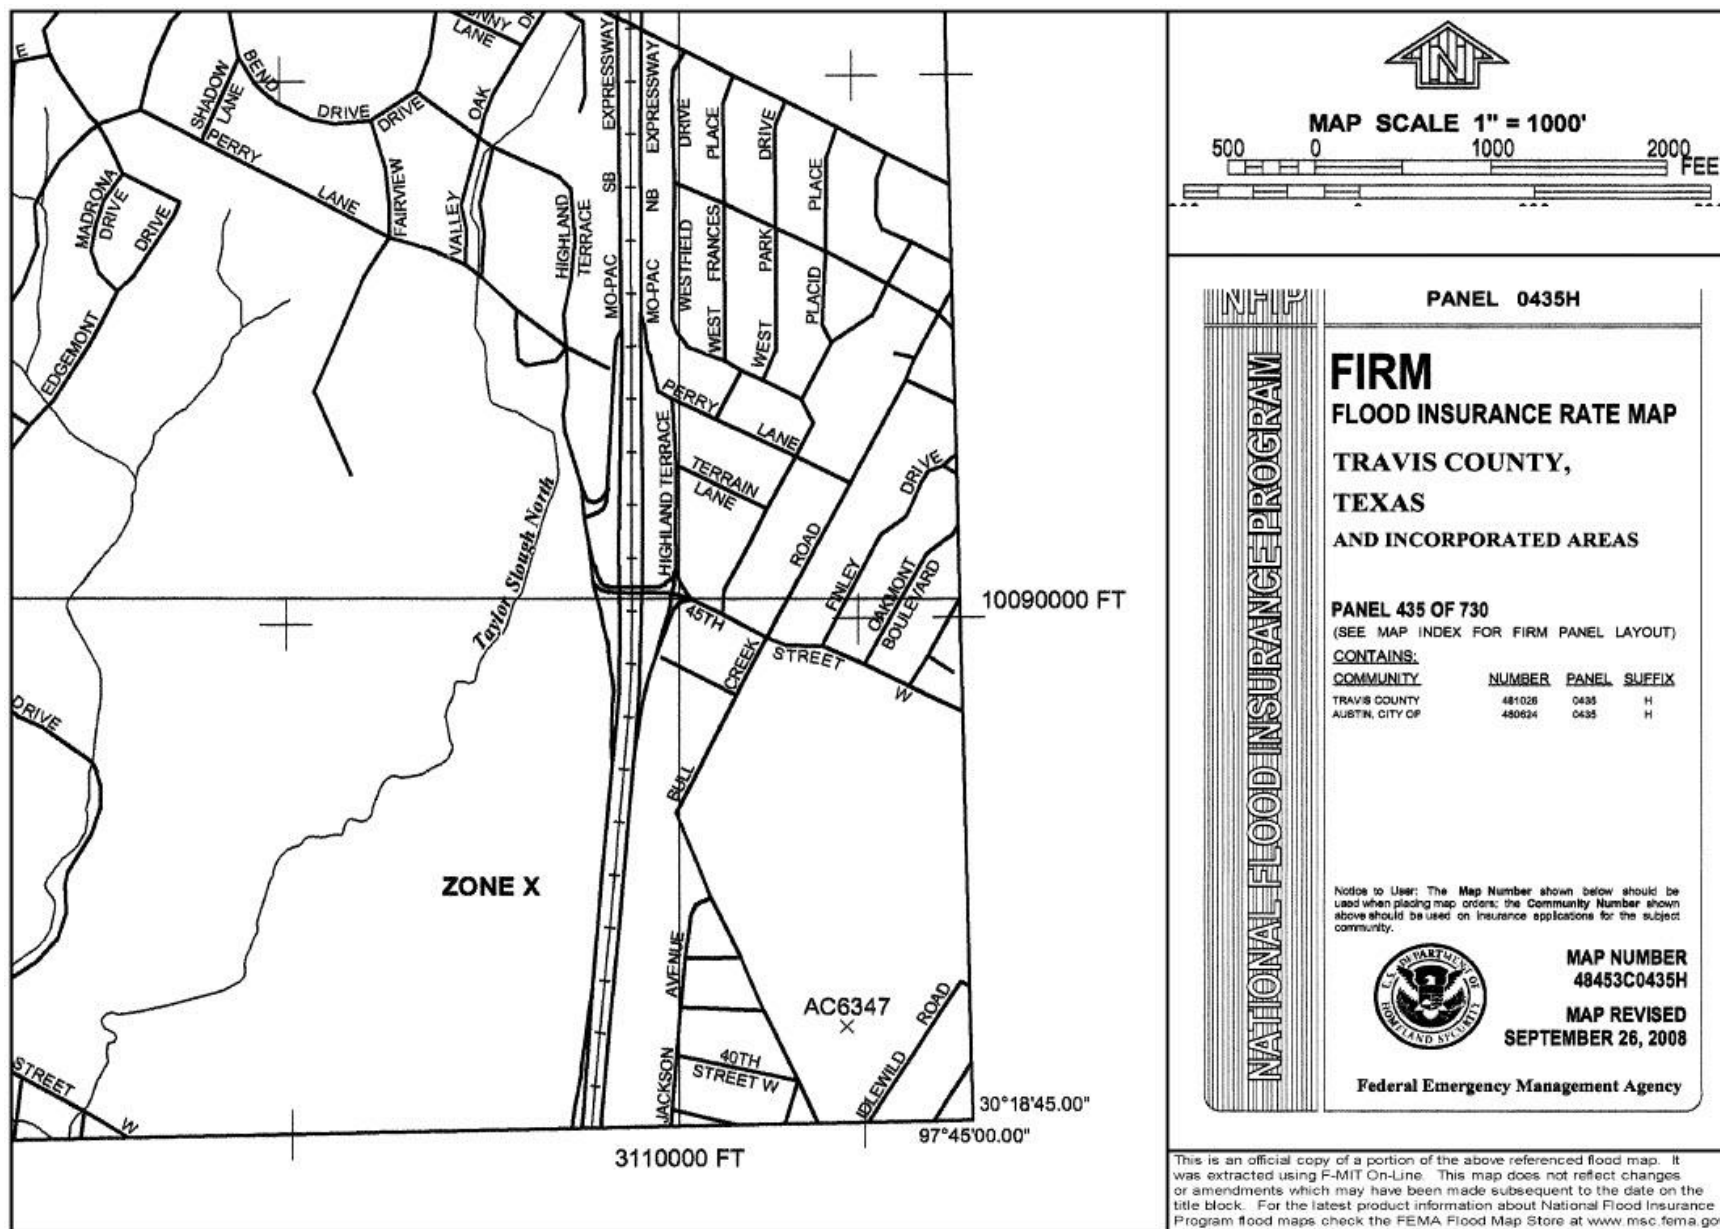 E
SHADOW
LANE
BEND
DRIVE
DRIVE
LANE
OAK
PERRY
LANE
MADRONA
DRIVE
DRIVE
FAIRVIEW
VALLEY
HIGHLAND
TERRACE
EDGEMONT
EXPRESSWAY
SB
MO-PAC
EXPRESSWAY
NB
MO-PAC
DRIVE
WESTFIELD
PLACE
FRANCES
WEST
DRIVE
PARK
WEST
PLACE
PLACID
PERRY
LANE
TERRAIN
LANE
HIGHLAND TERRACE
Taylor Slough North
ROAD
CREEK
BULL
DRIVE
FINLEY
OAKMONT
BOULEVARD
45TH
STREET
W
10090000 FT
DRIVE
ZONE X
AVENUE
JACKSON
AC6347
ROAD
IDLEWILD
40TH
STREET W
STREET
W
30°18'45.00"
97°45'00.00"
3110000 FT
N
MAP SCALE 1" = 1000'
500 0 1000 2000
FEE
NFIP
PANEL 0435H
NATIONAL FLOOD INSURANCE PROGRAM
FIRM
FLOOD INSURANCE RATE MAP
TRAVIS COUNTY,
TEXAS
AND INCORPORATED AREAS
PANEL 435 OF 730
(SEE MAP INDEX FOR FIRM PANEL LAYOUT)
CONTAINS:
COMMUNITY NUMBER PANEL SUFFIX
TRAVIS COUNTY 481026 0435 H
AUSTIN, CITY OF 480624 0435 H
Notice to User: The Map Number shown below should be
used when placing map orders; the Community Number shown
above should be used on insurance applications for the subject
community.
U.S. DEPARTMENT OF HOMELAND SECURITY
MAP NUMBER
48453C0435H
MAP REVISED
SEPTEMBER 26, 2008
Federal Emergency Management Agency
This is an official copy of a portion of the above referenced flood map. It
was extracted using F-MIT On-Line. This map does not reflect changes
or amendments which may have been made subsequent to the date on the
title block. For the latest product information about National Flood Insurance
Program flood maps check the FEMA Flood Map Store at www.msc.fema.go